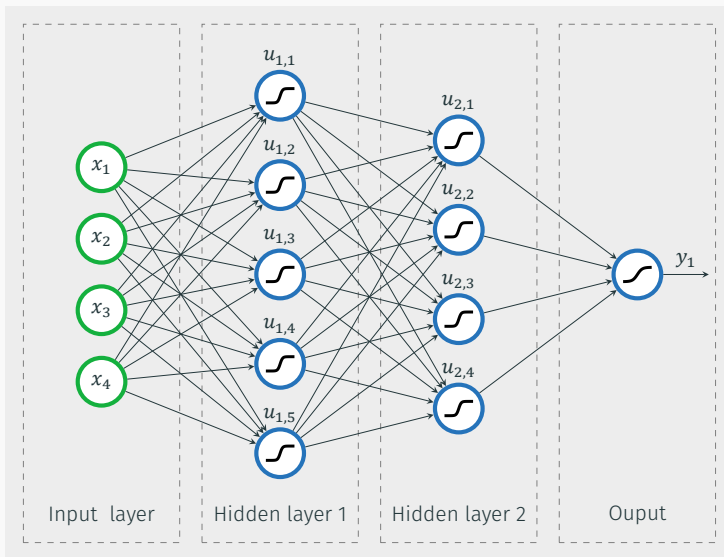 x₁
x₂
x₃
x₄
u₁,₁
u₁,₂
u₁,₃
u₁,₄
u₁,₅
u₂,₁
u₂,₂
u₂,₃
u₂,₄
y₁
Input layer
Hidden layer 1
Hidden layer 2
Ouput